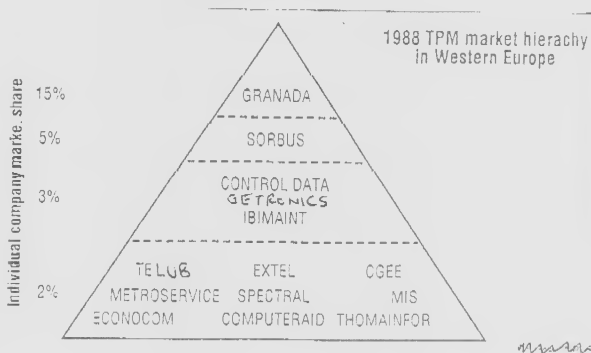 1988 TPM market hierachy
in Western Europe
Individual company marke. share
15%
GRANADA
5%
SORBUS
3%
CONTROL DATA
GETRONICS
IBIMAINT
2%
TELUB EXTEL CGEE
METROSERVICE SPECTRAL MIS
ECONOCOM COMPUTERAID THOMAINFOR